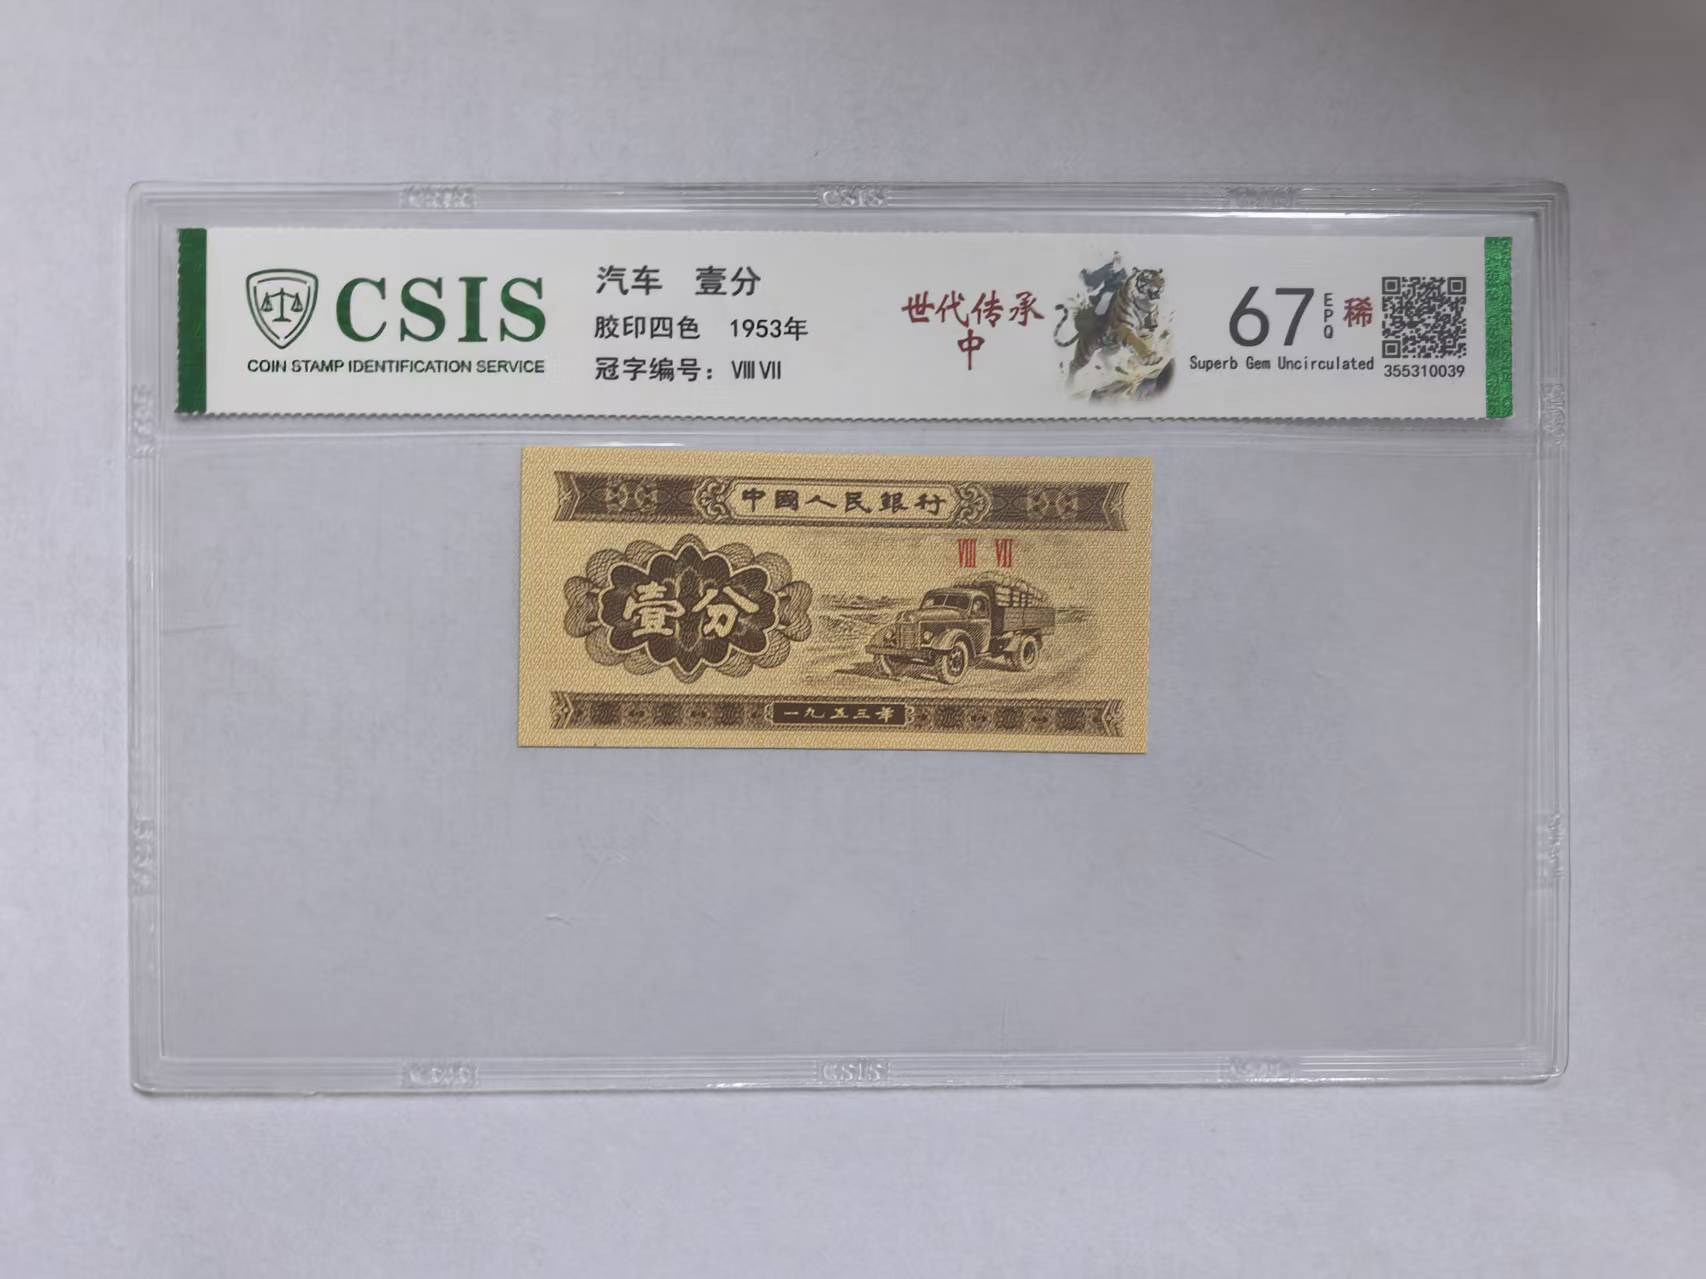 CSIS
CSIS
COIN STAMP IDENTIFICATION SERVICE
汽车 壹分
胶印四色 1953年
冠字编号：Ⅷ Ⅶ
世代传承
中
67 EPQ 稀
Superb Gem Uncirculated
355310039
中國人民銀行
Ⅷ Ⅶ
壹分
一九五三年
CSIS